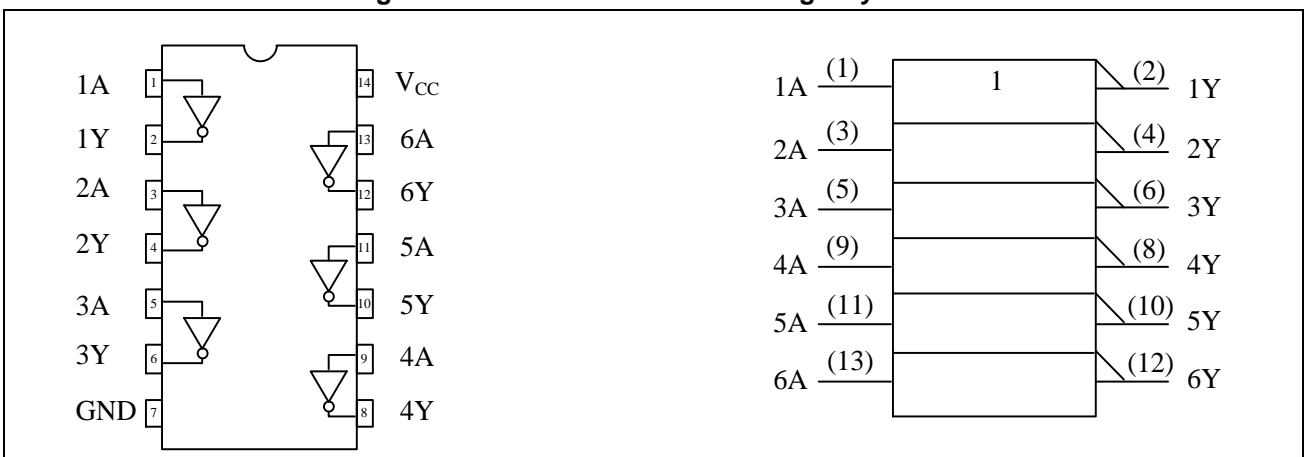 1A 1 14 VCC
1Y 2 13 6A
2A 3 12 6Y
2Y 4 11 5A
3A 5 10 5Y
3Y 6 9 4A
GND 7 8 4Y
1A (1) 1 (2) 1Y
2A (3) (4) 2Y
3A (5) (6) 3Y
4A (9) (8) 4Y
5A (11) (10) 5Y
6A (13) (12) 6Y